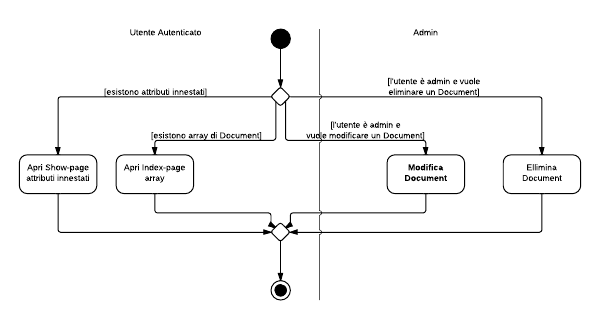 Utente Autenticato
Admin
[l'utente è admin e vuole
eliminare un Document]
[esistono attributi innestati]
[l'utente è admin e
vuole modificare un Document]
[esistono array di Document]
Apri Show-page
attributi innestati
Apri Index-page
array
Modifica
Document
Ellimina
Document